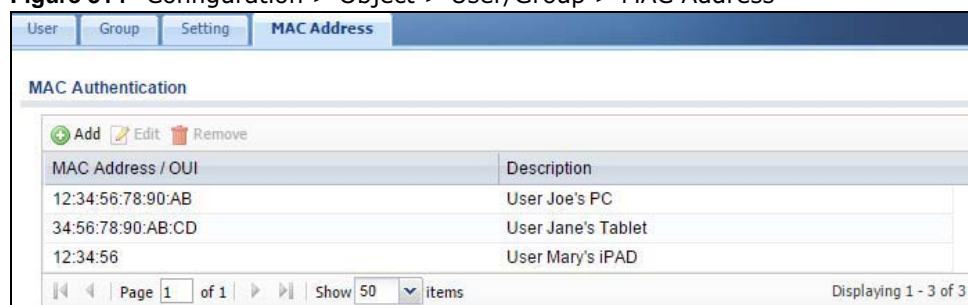 Configuration > Object > User/Group > MAC Address
User Group Setting MAC Address
MAC Authentication
Add Edit Remove
MAC Address / OUI Description
12:34:56:78:90:AB User Joe's PC
34:56:78:90:AB:CD User Jane's Tablet
12:34:56 User Mary's iPAD
Page 1 of 1 Show 50 items Displaying 1 - 3 of 3